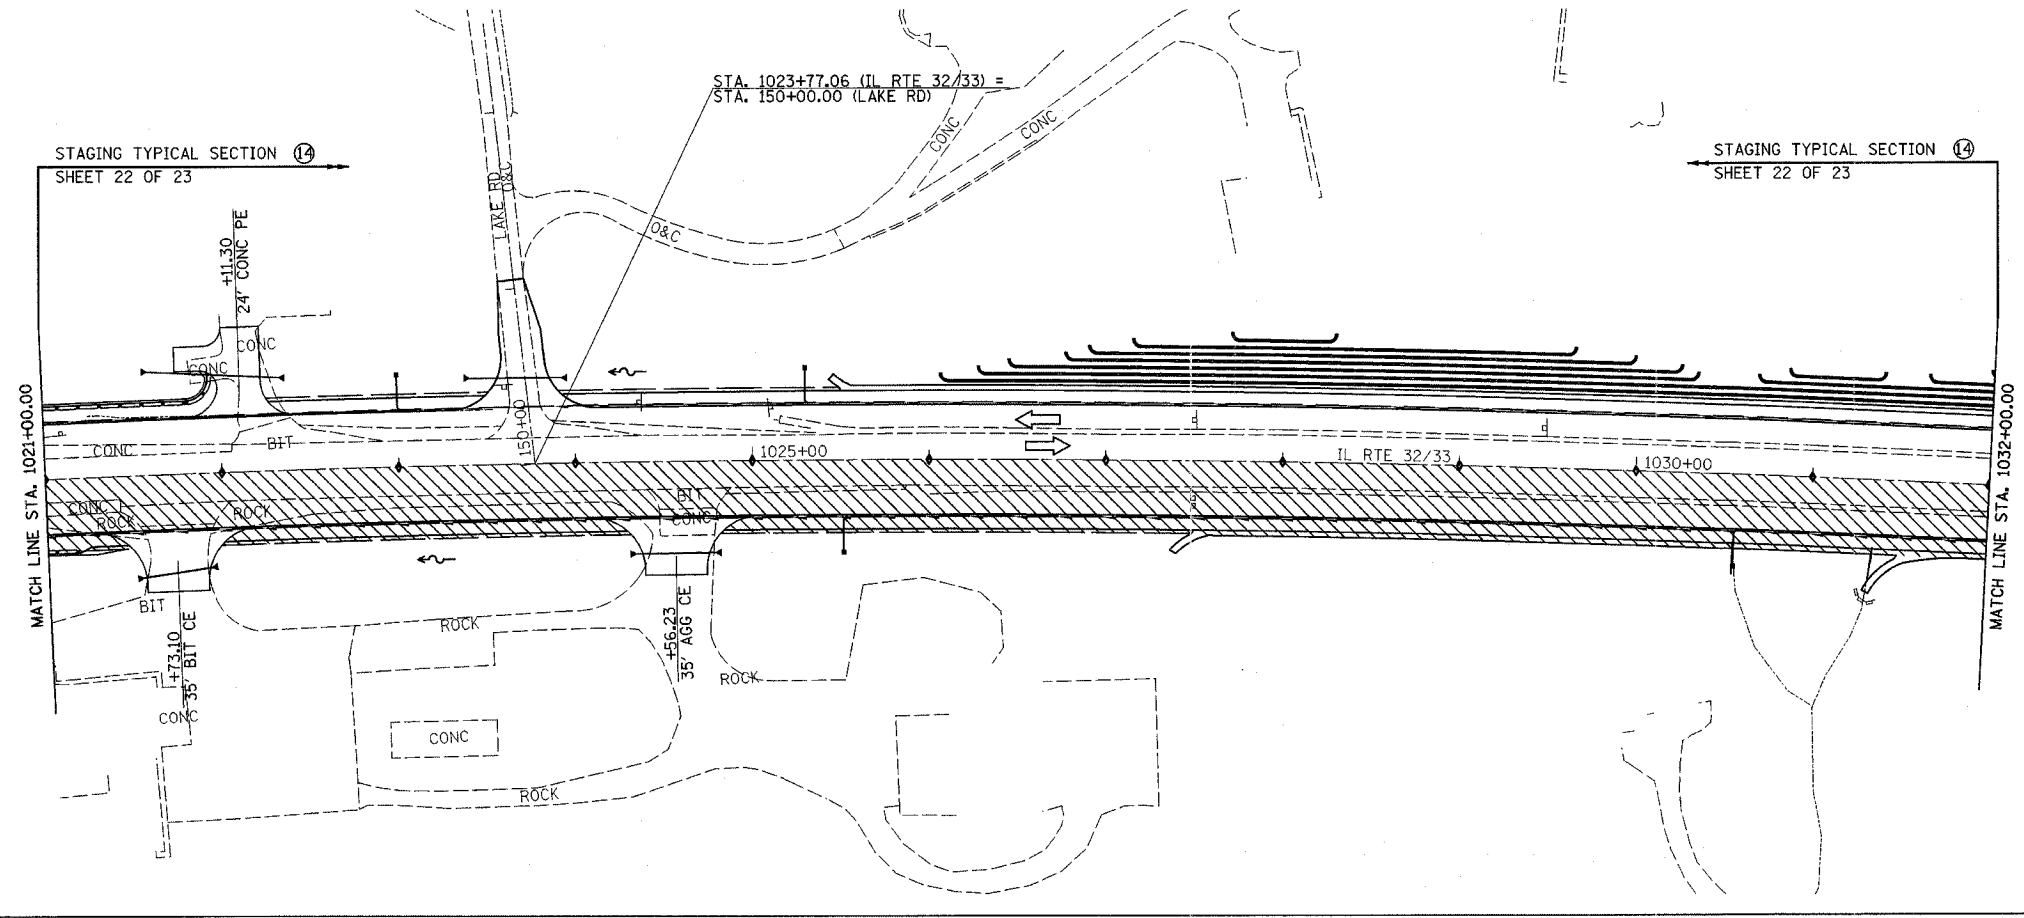 STA. 1023+77.06 (IL RTE 32/33) =
STA. 150+00.00 (LAKE RD)
STAGING TYPICAL SECTION 14
SHEET 22 OF 23
STAGING TYPICAL SECTION 14
SHEET 22 OF 23
MATCH LINE STA. 1021+00.00
MATCH LINE STA. 1032+00.00
LAKE RD
O&C
O&C
CONC
CONC
+11.30
24' CONC PE
CONC
CONC
150+00
CONC
BIT
1025+00
IL RTE 32/33
1030+00
CONC
ROCK
ROCK
BIT
CONC
BIT
+73.10
35' BIT CE
+56.23
35' AGG CE
ROCK
ROCK
CONC
CONC
ROCK